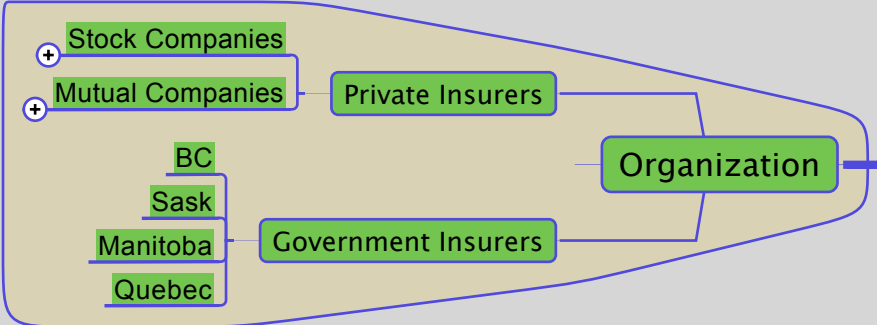 Stock Companies
Mutual Companies
Private Insurers
Organization
BC
Sask
Manitoba
Quebec
Government Insurers